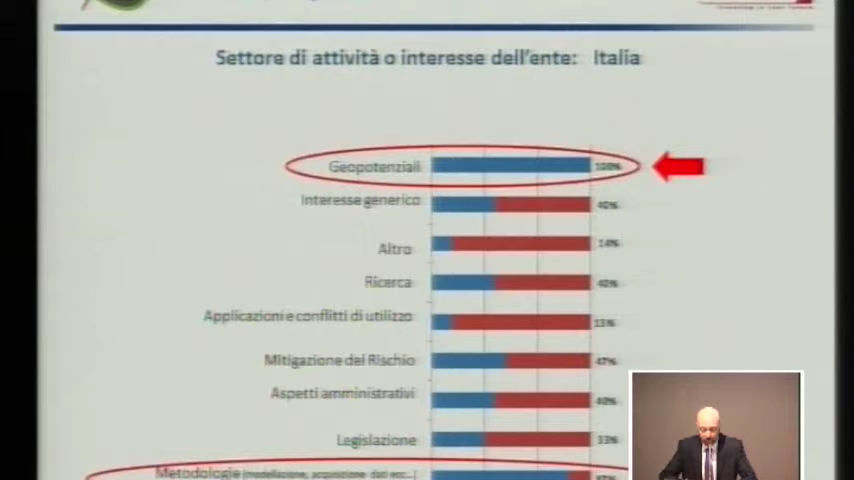 Settore di attività o interesse dell'ente: Italia
Geopotenziali 100%
Interesse generico 40%
Altro 14%
Ricerca 40%
Applicazioni e conflitti di utilizzo 13%
Mitigazione del Rischio 47%
Aspetti amministrativi 40%
Legislazione 33%
Metodologie (modellazione, acquisizione dati ecc..)